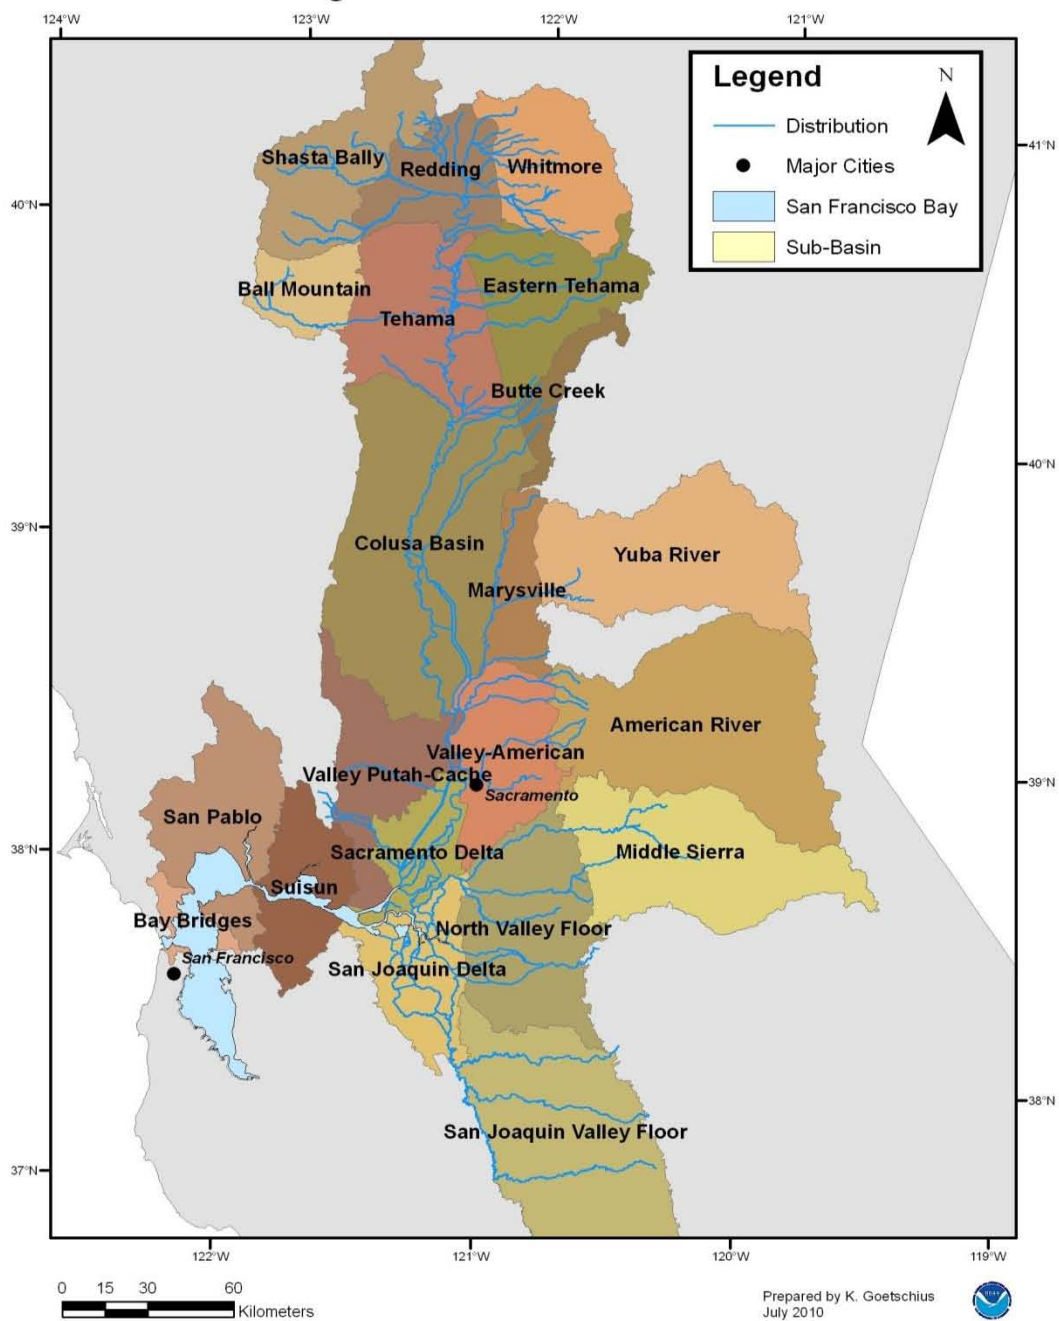 124°W 123°W 122°W 121°W
Legend
N
Distribution
Major Cities
San Francisco Bay
Sub-Basin
41°N
40°N
40°N
39°N
39°N
38°N
38°N
37°N
Shasta Bally
Redding
Whitmore
Ball Mountain
Eastern Tehama
Tehama
Butte Creek
Colusa Basin
Yuba River
Marysville
American River
Valley-American
Valley Putah-Cache
Sacramento
San Pablo
Sacramento Delta
Middle Sierra
Suisun
Bay Bridges
North Valley Floor
San Francisco
San Joaquin Delta
San Joaquin Valley Floor
122°W 121°W 120°W 119°W
0 15 30 60
Kilometers
Prepared by K. Goetschius
July 2010